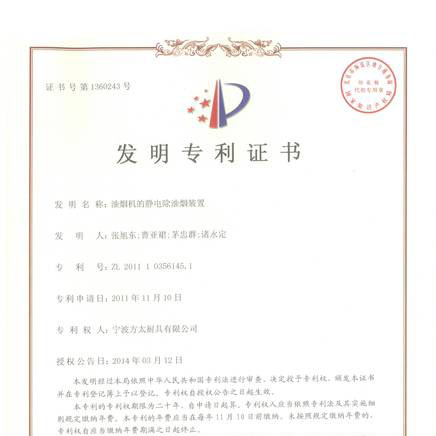 证书号第1360243号
发明专利证书
发 明 名 称：油烟机的静电除油烟装置
发 明 人：张旭东;曹亚裙;茅忠群;诸永定
专 利 号：ZL 2011 1 0356145.1
专利申请日：2011年11月10日
专 利 权 人：宁波方太厨具有限公司
授权公告日：2014年03月12日
本发明经过本局依照中华人民共和国专利法进行审查，决定授予专利权，颁发本证书
并在专利登记簿上予以登记。专利权自授权公告之日起生效。
本专利的专利权期限为二十年，自申请日起算。专利权人应当依照专利法及其实施细
则规定缴纳年费。本专利的年费应当在每年11月10日前缴纳。未按照规定缴纳年费的，
专利权自应当缴纳年费期满之日起终止。